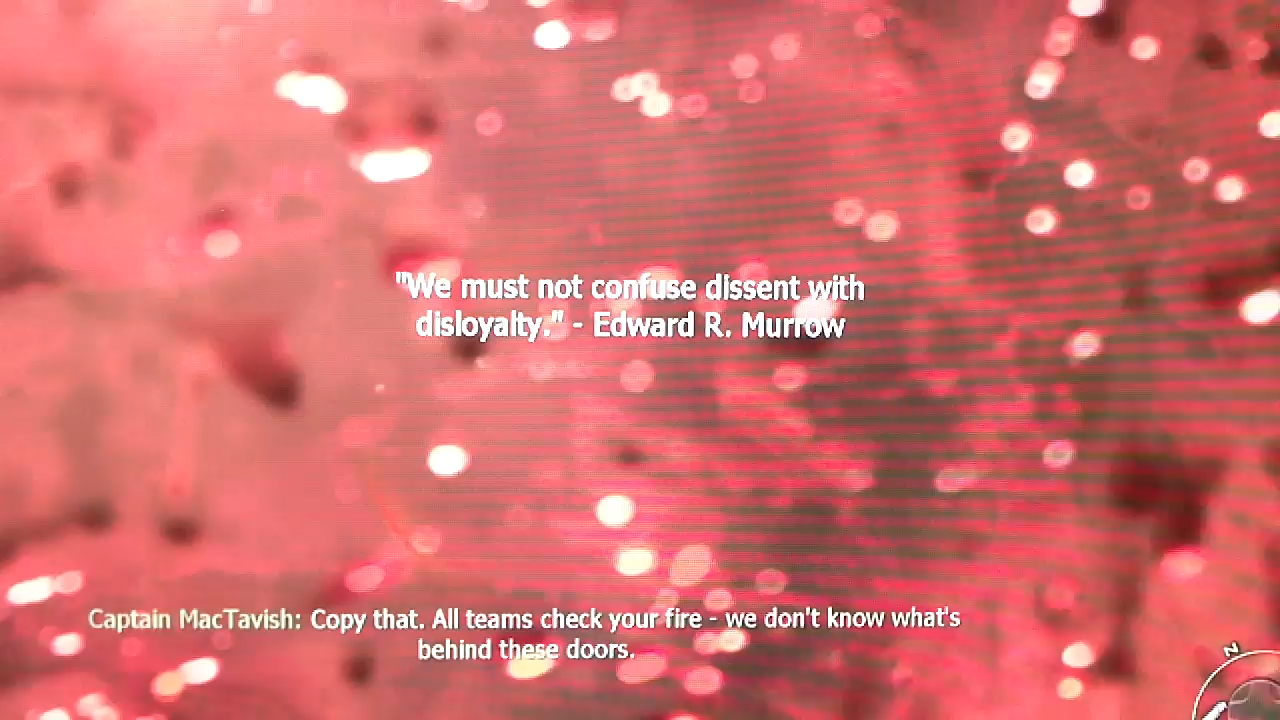 "We must not confuse dissent with
disloyalty." - Edward R. Murrow
Captain MacTavish: Copy that. All teams check your fire - we don't know what's
behind these doors.
N